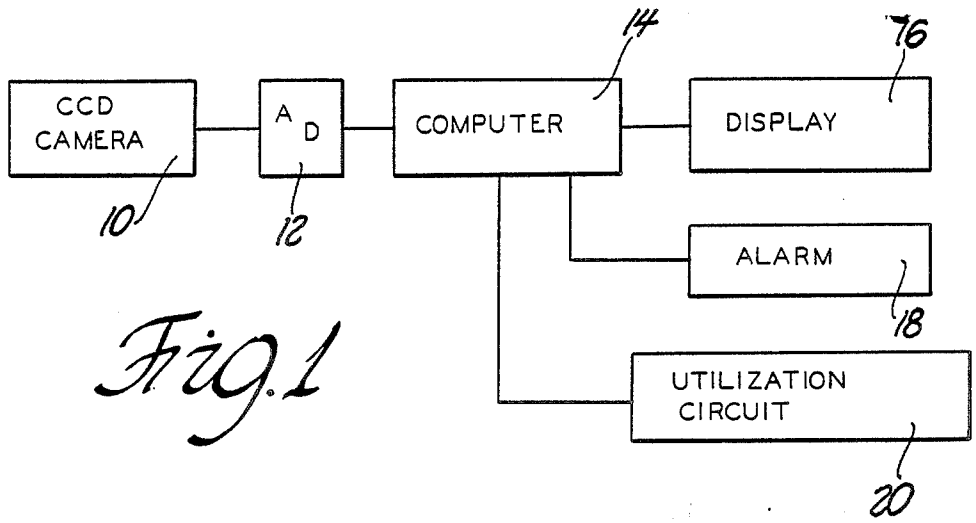 14
76
CCD
CAMERA
A
D
COMPUTER
DISPLAY
10
12
ALARM
18
Fig.1
UTILIZATION
CIRCUIT
20